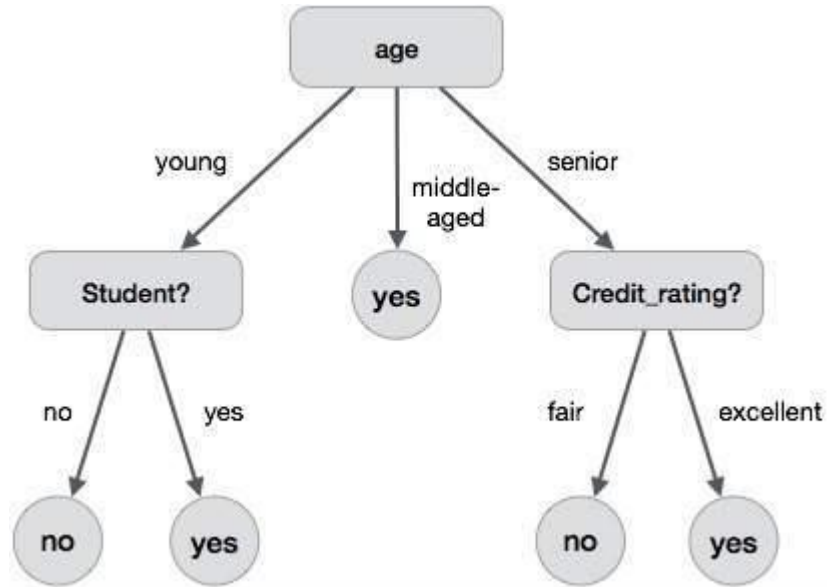 age
young
middle-
aged
senior
Student?
yes
Credit_rating?
no
yes
fair
excellent
no
yes
no
yes